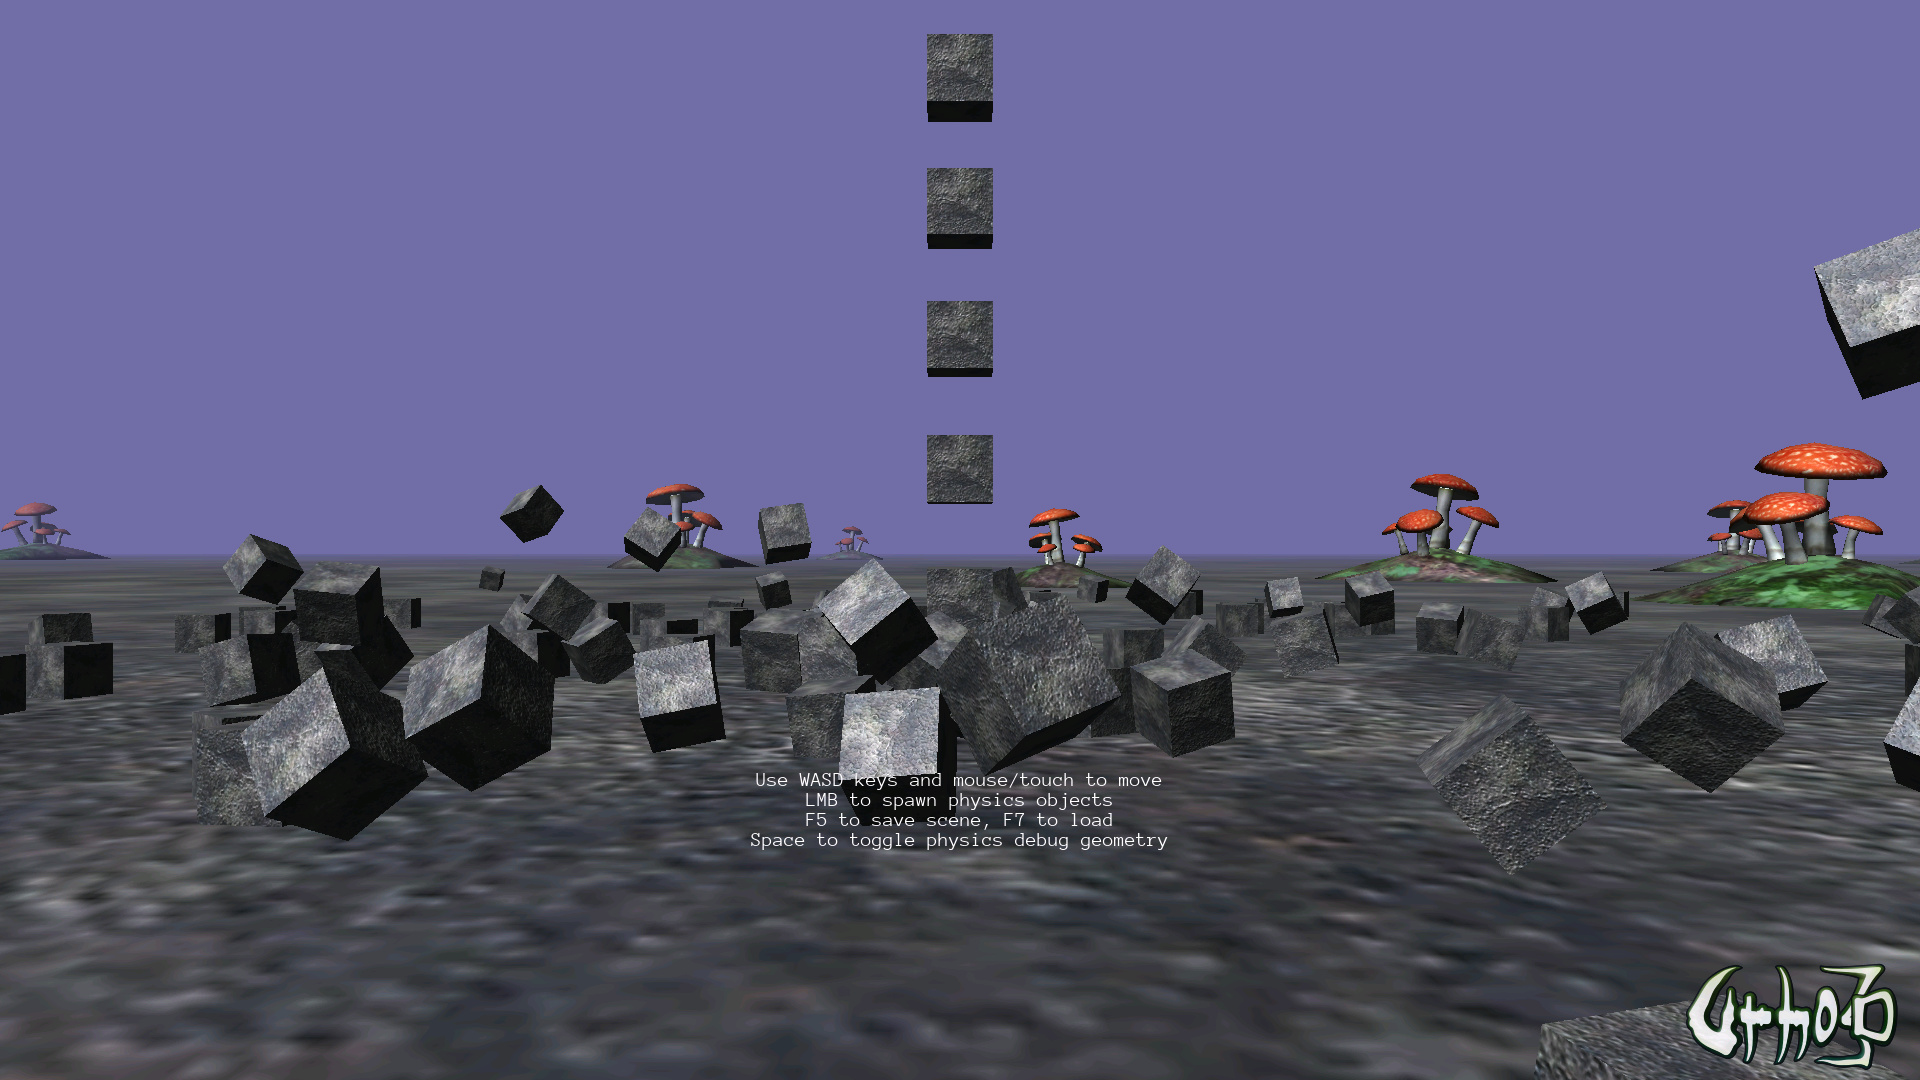 Use WASD keys and mouse/touch to move
LMB to spawn physics objects
F5 to save scene, F7 to load
Space to toggle physics debug geometry